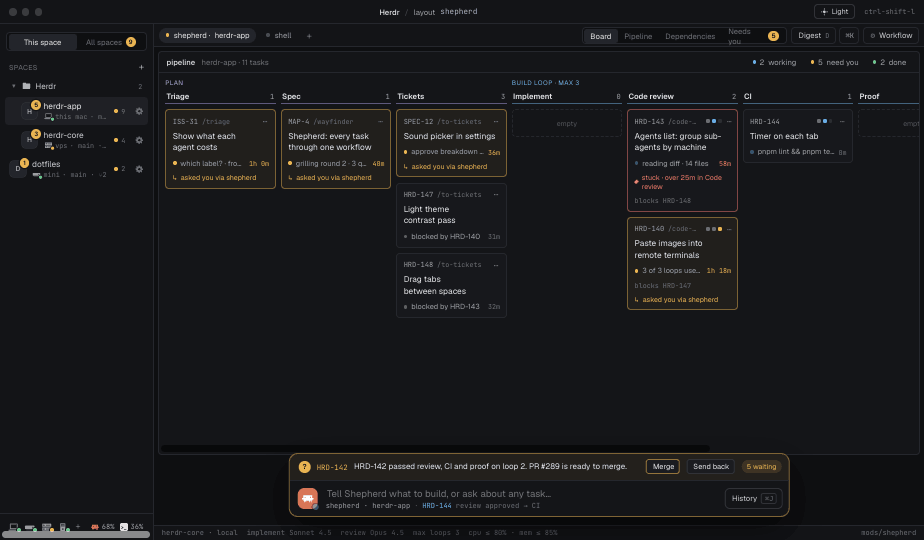 Herdr / layout shepherd
Light ctrl-shift-l
This space All spaces 9
shepherd · herdr-app shell +
Board Pipeline Dependencies Needs you 5 Digest D ⌘K Workflow
SPACES +
Herdr 2
H 5 herdr-app
this mac · m… 9
H 3 herdr-core
vps · main · 4
D 1 dotfiles
mini · main · ~2 2
pipeline herdr-app · 11 tasks
2 working 5 need you 2 done
PLAN
BUILD LOOP · MAX 3
Triage 1
Spec 1
Tickets 3
Implement 0
Code review 2
CI 1
Proof
ISS-31 /triage …
Show what each
agent costs
which label? · fro… 1h 0m
↳ asked you via shepherd
MAP-4 /wayfinder …
Shepherd: every task
through one workflow
grilling round 2 · 3 q… 48m
↳ asked you via shepherd
SPEC-12 /to-tickets …
Sound picker in settings
approve breakdown … 36m
↳ asked you via shepherd
HRD-147 /to-tickets …
Light theme
contrast pass
blocked by HRD-140 31m
HRD-148 /to-tickets …
Drag tabs
between spaces
blocked by HRD-143 32m
empty
HRD-143 /code-… …
Agents list: group sub-
agents by machine
reading diff · 14 files 58m
stuck · over 25m in Code
review
blocks HRD-148
HRD-140 /code-… …
Paste images into
remote terminals
3 of 3 loops use… 1h 18m
blocks HRD-147
↳ asked you via shepherd
HRD-144 …
Timer on each tab
pnpm lint && pnpm te… 8m
empt
? HRD-142 HRD-142 passed review, CI and proof on loop 2. PR #289 is ready to merge. Merge Send back 5 waiting
Tell Shepherd what to build, or ask about any task…
shepherd · herdr-app · HRD-144 review approved → CI
History ⌘J
+ 68% 36%
herdr-core · local implement Sonnet 4.5 review Opus 4.5 max loops 3 cpu ≤ 80% · mem ≤ 85% mods/shepherd